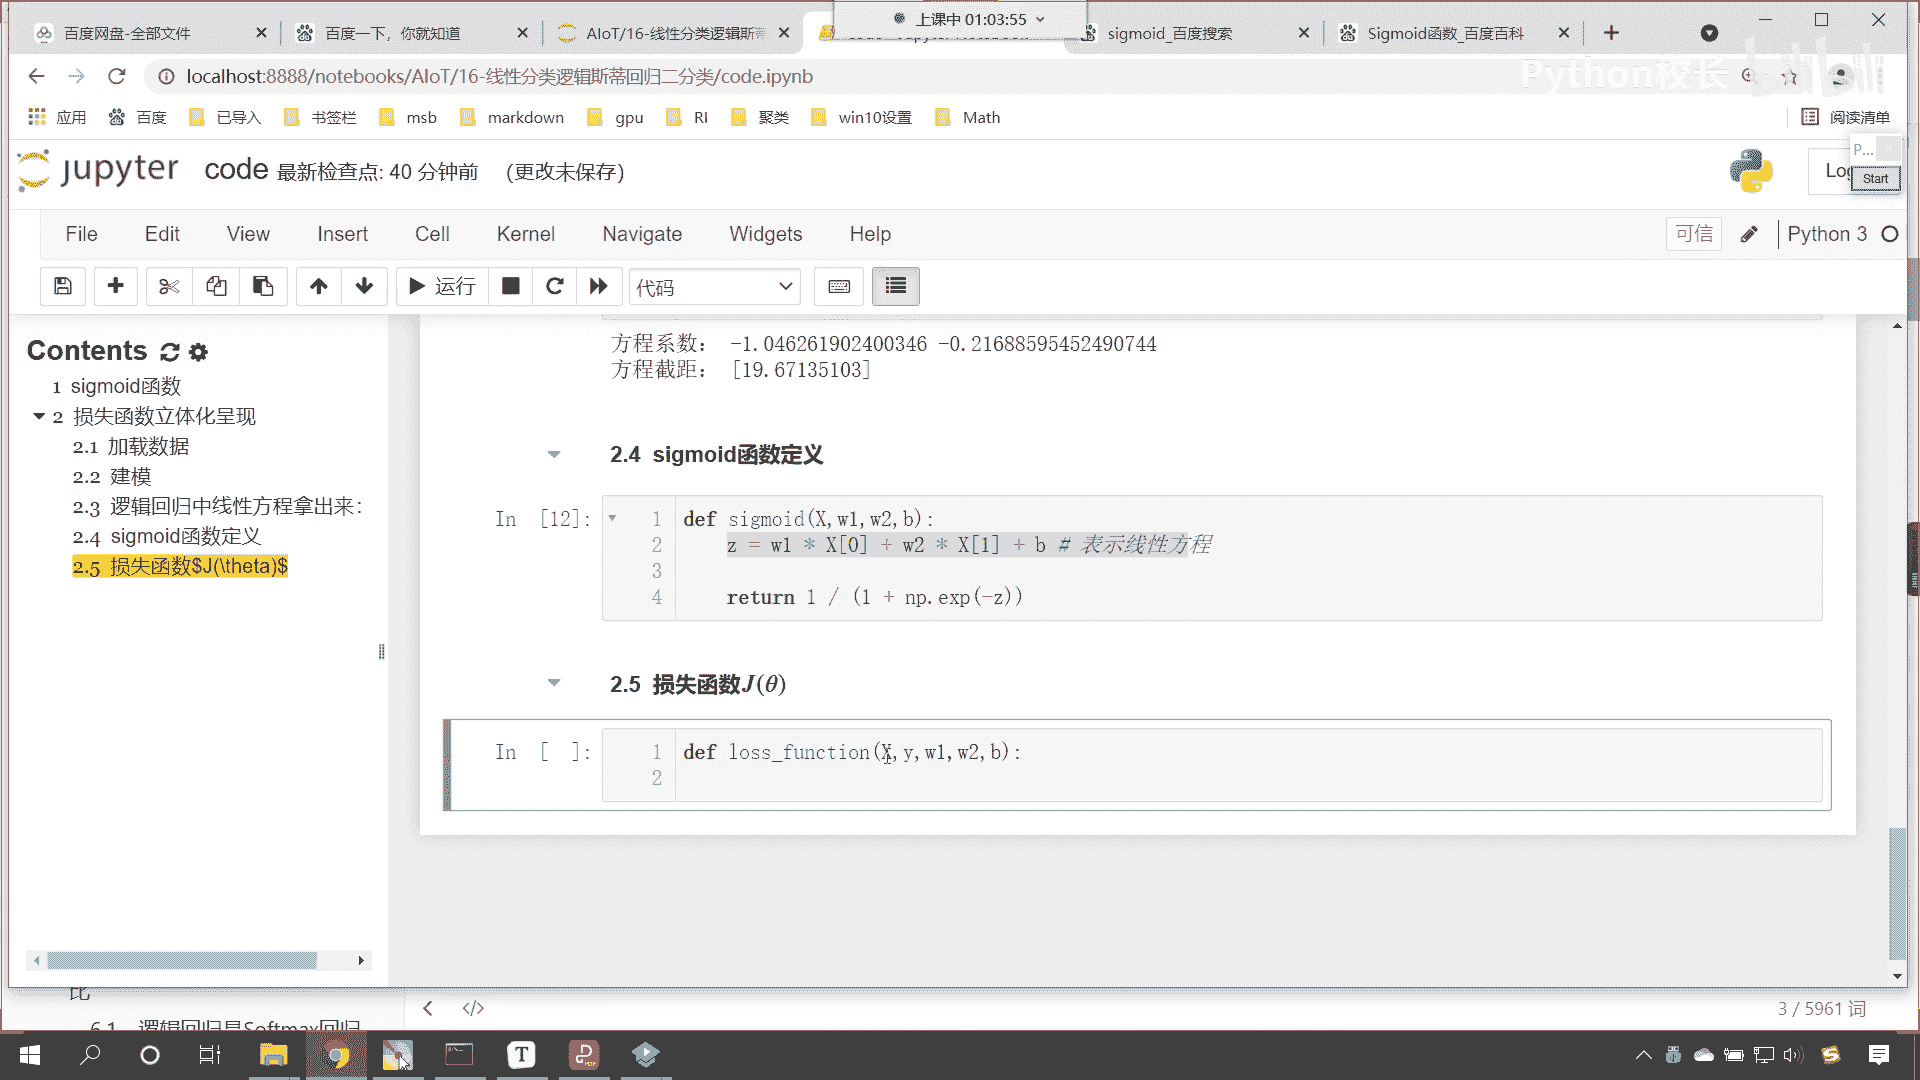 上课中 01:03:55
百度网盘-全部文件
百度一下，你就知道
AIoT/16-线性分类逻辑斯蒂
sigmoid_百度搜索
Sigmoid函数_百度百科
localhost:8888/notebooks/AIoT/16-线性分类逻辑斯蒂回归二分类/code.ipynb
Python校长
应用
百度
已导入
书签栏
msb
markdown
gpu
RI
聚类
win10设置
Math
阅读清单
P...
Start
jupyter
code 最新检查点: 40 分钟前 (更改未保存)
Log
File Edit View Insert Cell Kernel Navigate Widgets Help
可信
Python 3
运行
代码
Contents
1 sigmoid函数
2 损失函数立体化呈现
2.1 加载数据
2.2 建模
2.3 逻辑回归中线性方程拿出来：
2.4 sigmoid函数定义
2.5 损失函数$J(\theta)$
方程系数： -1.046261902400346 -0.21688595452490744
方程截距： [19.67135103]
2.4 sigmoid函数定义
In [12]:
1 def sigmoid(X,w1,w2,b):
2 z = w1 * X[0] + w2 * X[1] + b # 表示线性方程
3
4 return 1 / (1 + np.exp(-z))
2.5 损失函数J(θ)
In [ ]:
1 def loss_function(X,y,w1,w2,b):
2
比
6.1 逻辑回归是Softmax回归
</>
3 / 5961 词